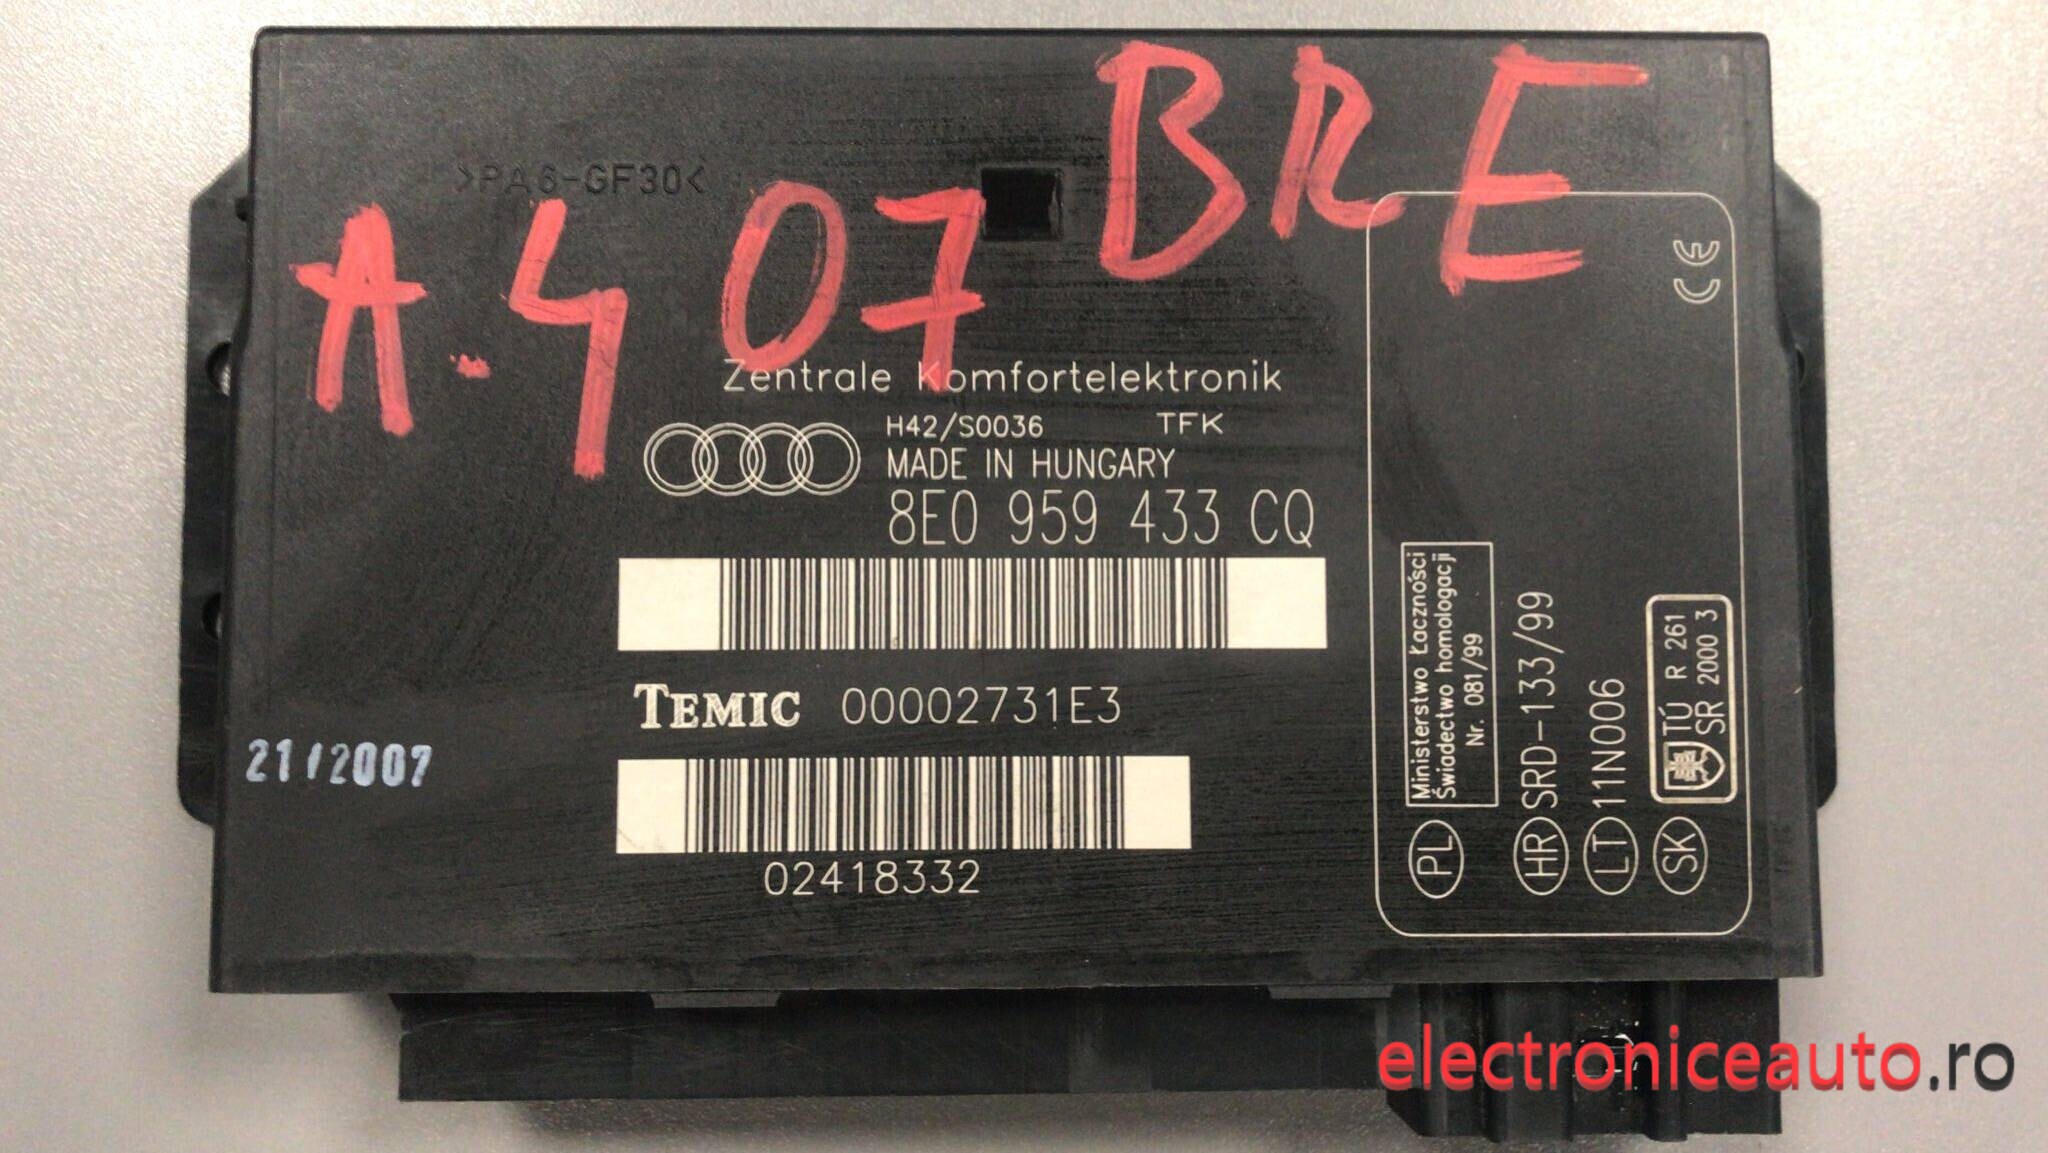 >PA6-GF30<
A.4 07 BRE
CE
Zentrale Komfortelektronik
H42/S0036 TFK
MADE IN HUNGARY
8E0 959 433 CQ
TEMIC 00002731E3
21/2007
02418332
PL Ministerstwo Łączności
Świadectwo homologacji
Nr. 081/99
HR SRD-133/99
LT 11N006
SK TÚ R 261
SR 2000 3
electroniceauto.ro